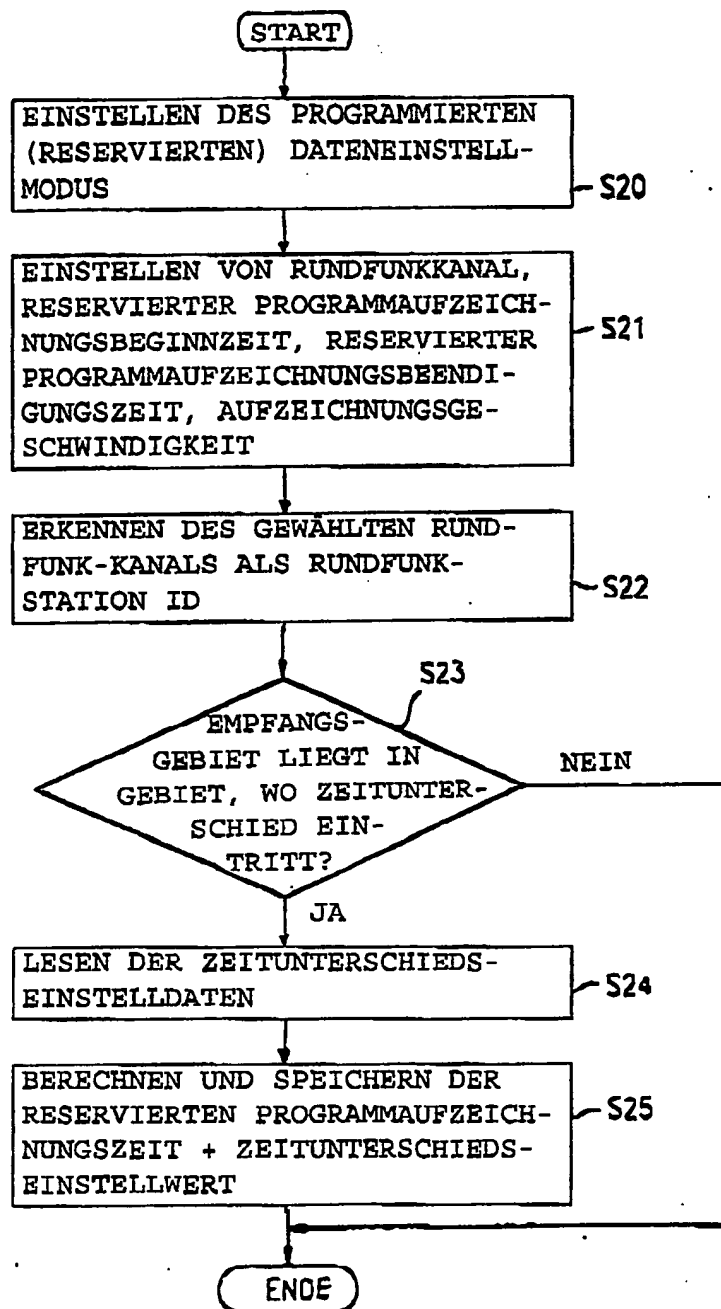 START
EINSTELLEN DES PROGRAMMIERTEN
(RESERVIERTEN) DATENEINSTELL-
MODUS
S20
EINSTELLEN VON RUNDFUNKKANAL,
RESERVIERTER PROGRAMMAUFZEICH-
NUNGSBEGINNZEIT, RESERVIERTER
PROGRAMMAUFZEICHNUNGSBEENDI-
GUNGSZEIT, AUFZEICHNUNGSGE-
SCHWINDIGKEIT
S21
ERKENNEN DES GEWÄHLTEN RUND-
FUNK-KANALS ALS RUNDFUNK-
STATION ID
S22
S23
EMPFANGS-
GEBIET LIEGT IN
GEBIET, WO ZEITUNTER-
SCHIED EIN-
TRITT?
NEIN
JA
LESEN DER ZEITUNTERSCHIEDS-
EINSTELLDATEN
S24
BERECHNEN UND SPEICHERN DER
RESERVIERTEN PROGRAMMAUFZEICH-
NUNGSZEIT + ZEITUNTERSCHIEDS-
EINSTELLWERT
S25
ENDE